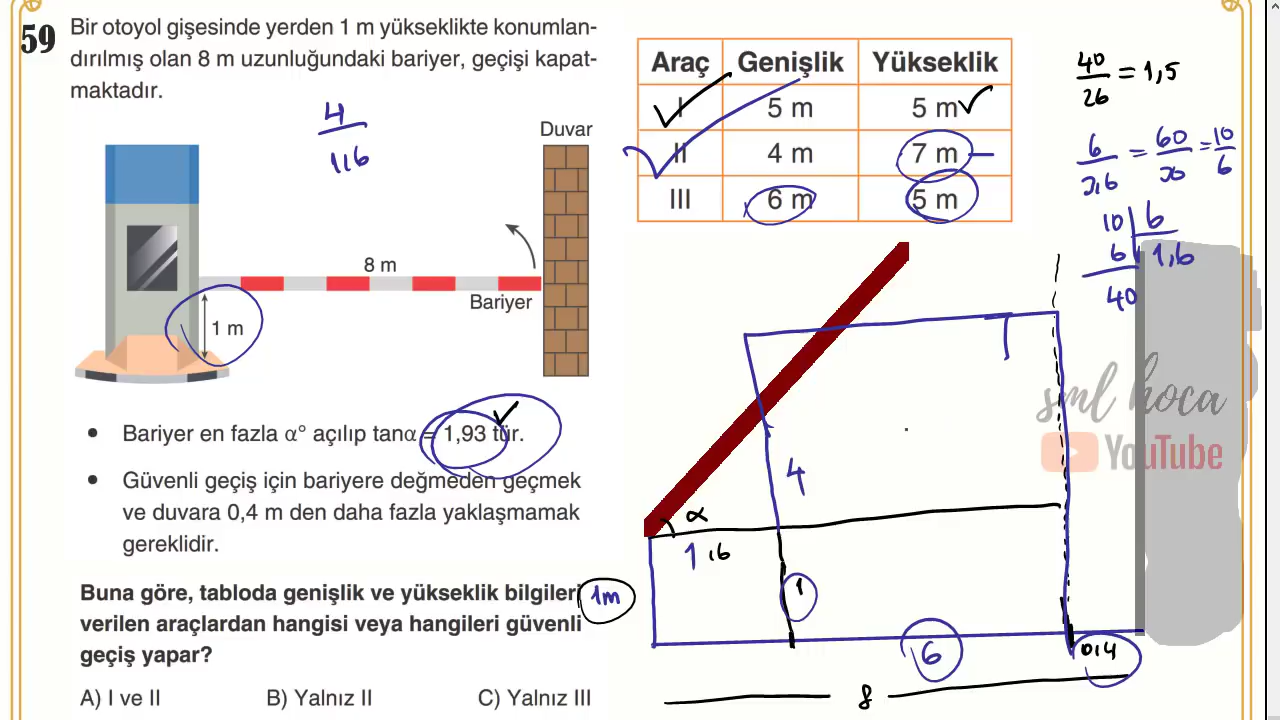 59
Bir otoyol gişesinde yerden 1 m yükseklikte konumlan-
dırılmış olan 8 m uzunluğundaki bariyer, geçişi kapat-
maktadır.
4
1,6
Duvar
8 m
Bariyer
1 m
• Bariyer en fazla α° açılıp tanα = 1,93 tür.
• Güvenli geçiş için bariyere değmeden geçmek
ve duvara 0,4 m den daha fazla yaklaşmamak
gereklidir.
Buna göre, tabloda genişlik ve yükseklik bilgileri
verilen araçlardan hangisi veya hangileri güvenli
geçiş yapar?
A) I ve II B) Yalnız II C) Yalnız III
Araç Genişlik Yükseklik
I 5 m 5 m
II 4 m 7 m
III 6 m 5 m
40
26
= 1,5
6
= 60
= 10
6
10 6
6 1,6
40
α
1,6
4
1
1m
6
0,4
8
sml hoca
YouTube